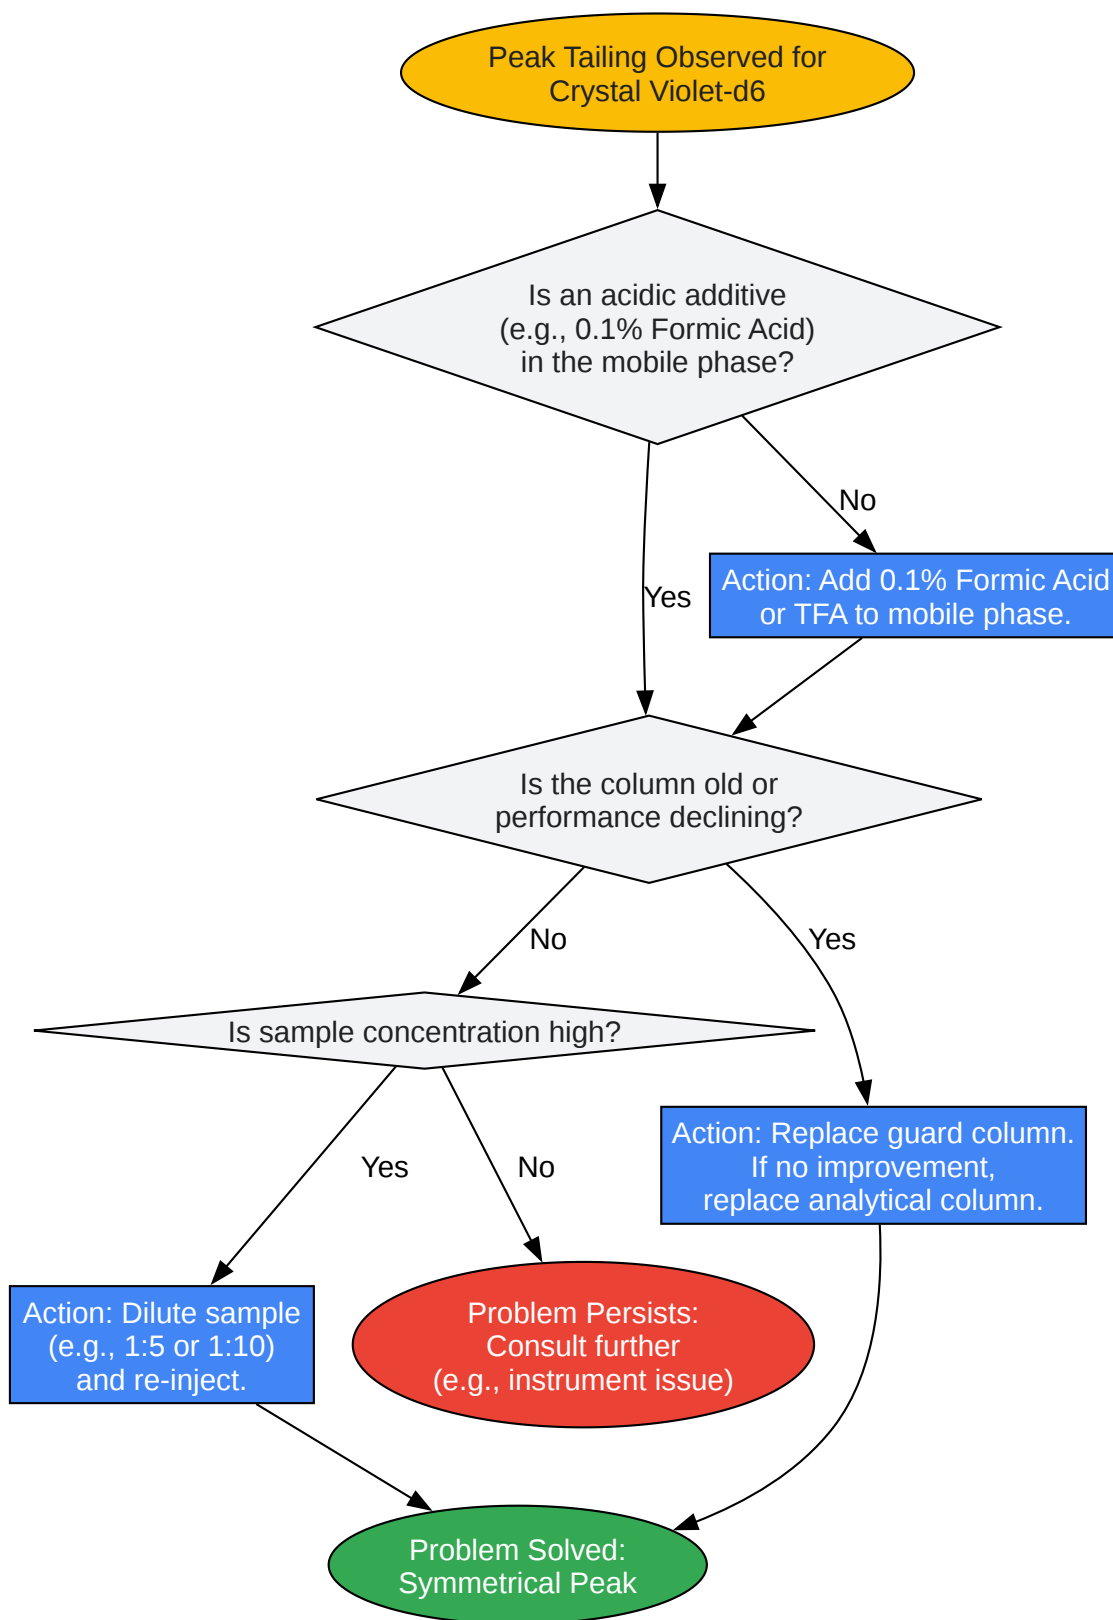 Peak Tailing Observed for
Crystal Violet-d6
Is an acidic additive
(e.g., 0.1% Formic Acid)
in the mobile phase?
No
Action: Add 0.1% Formic Acid
or TFA to mobile phase.
Yes
Is the column old or
performance declining?
No
Yes
Is sample concentration high?
Yes
No
Action: Replace guard column.
If no improvement,
replace analytical column.
Action: Dilute sample
(e.g., 1:5 or 1:10)
and re-inject.
Problem Persists:
Consult further
(e.g., instrument issue)
Problem Solved:
Symmetrical Peak